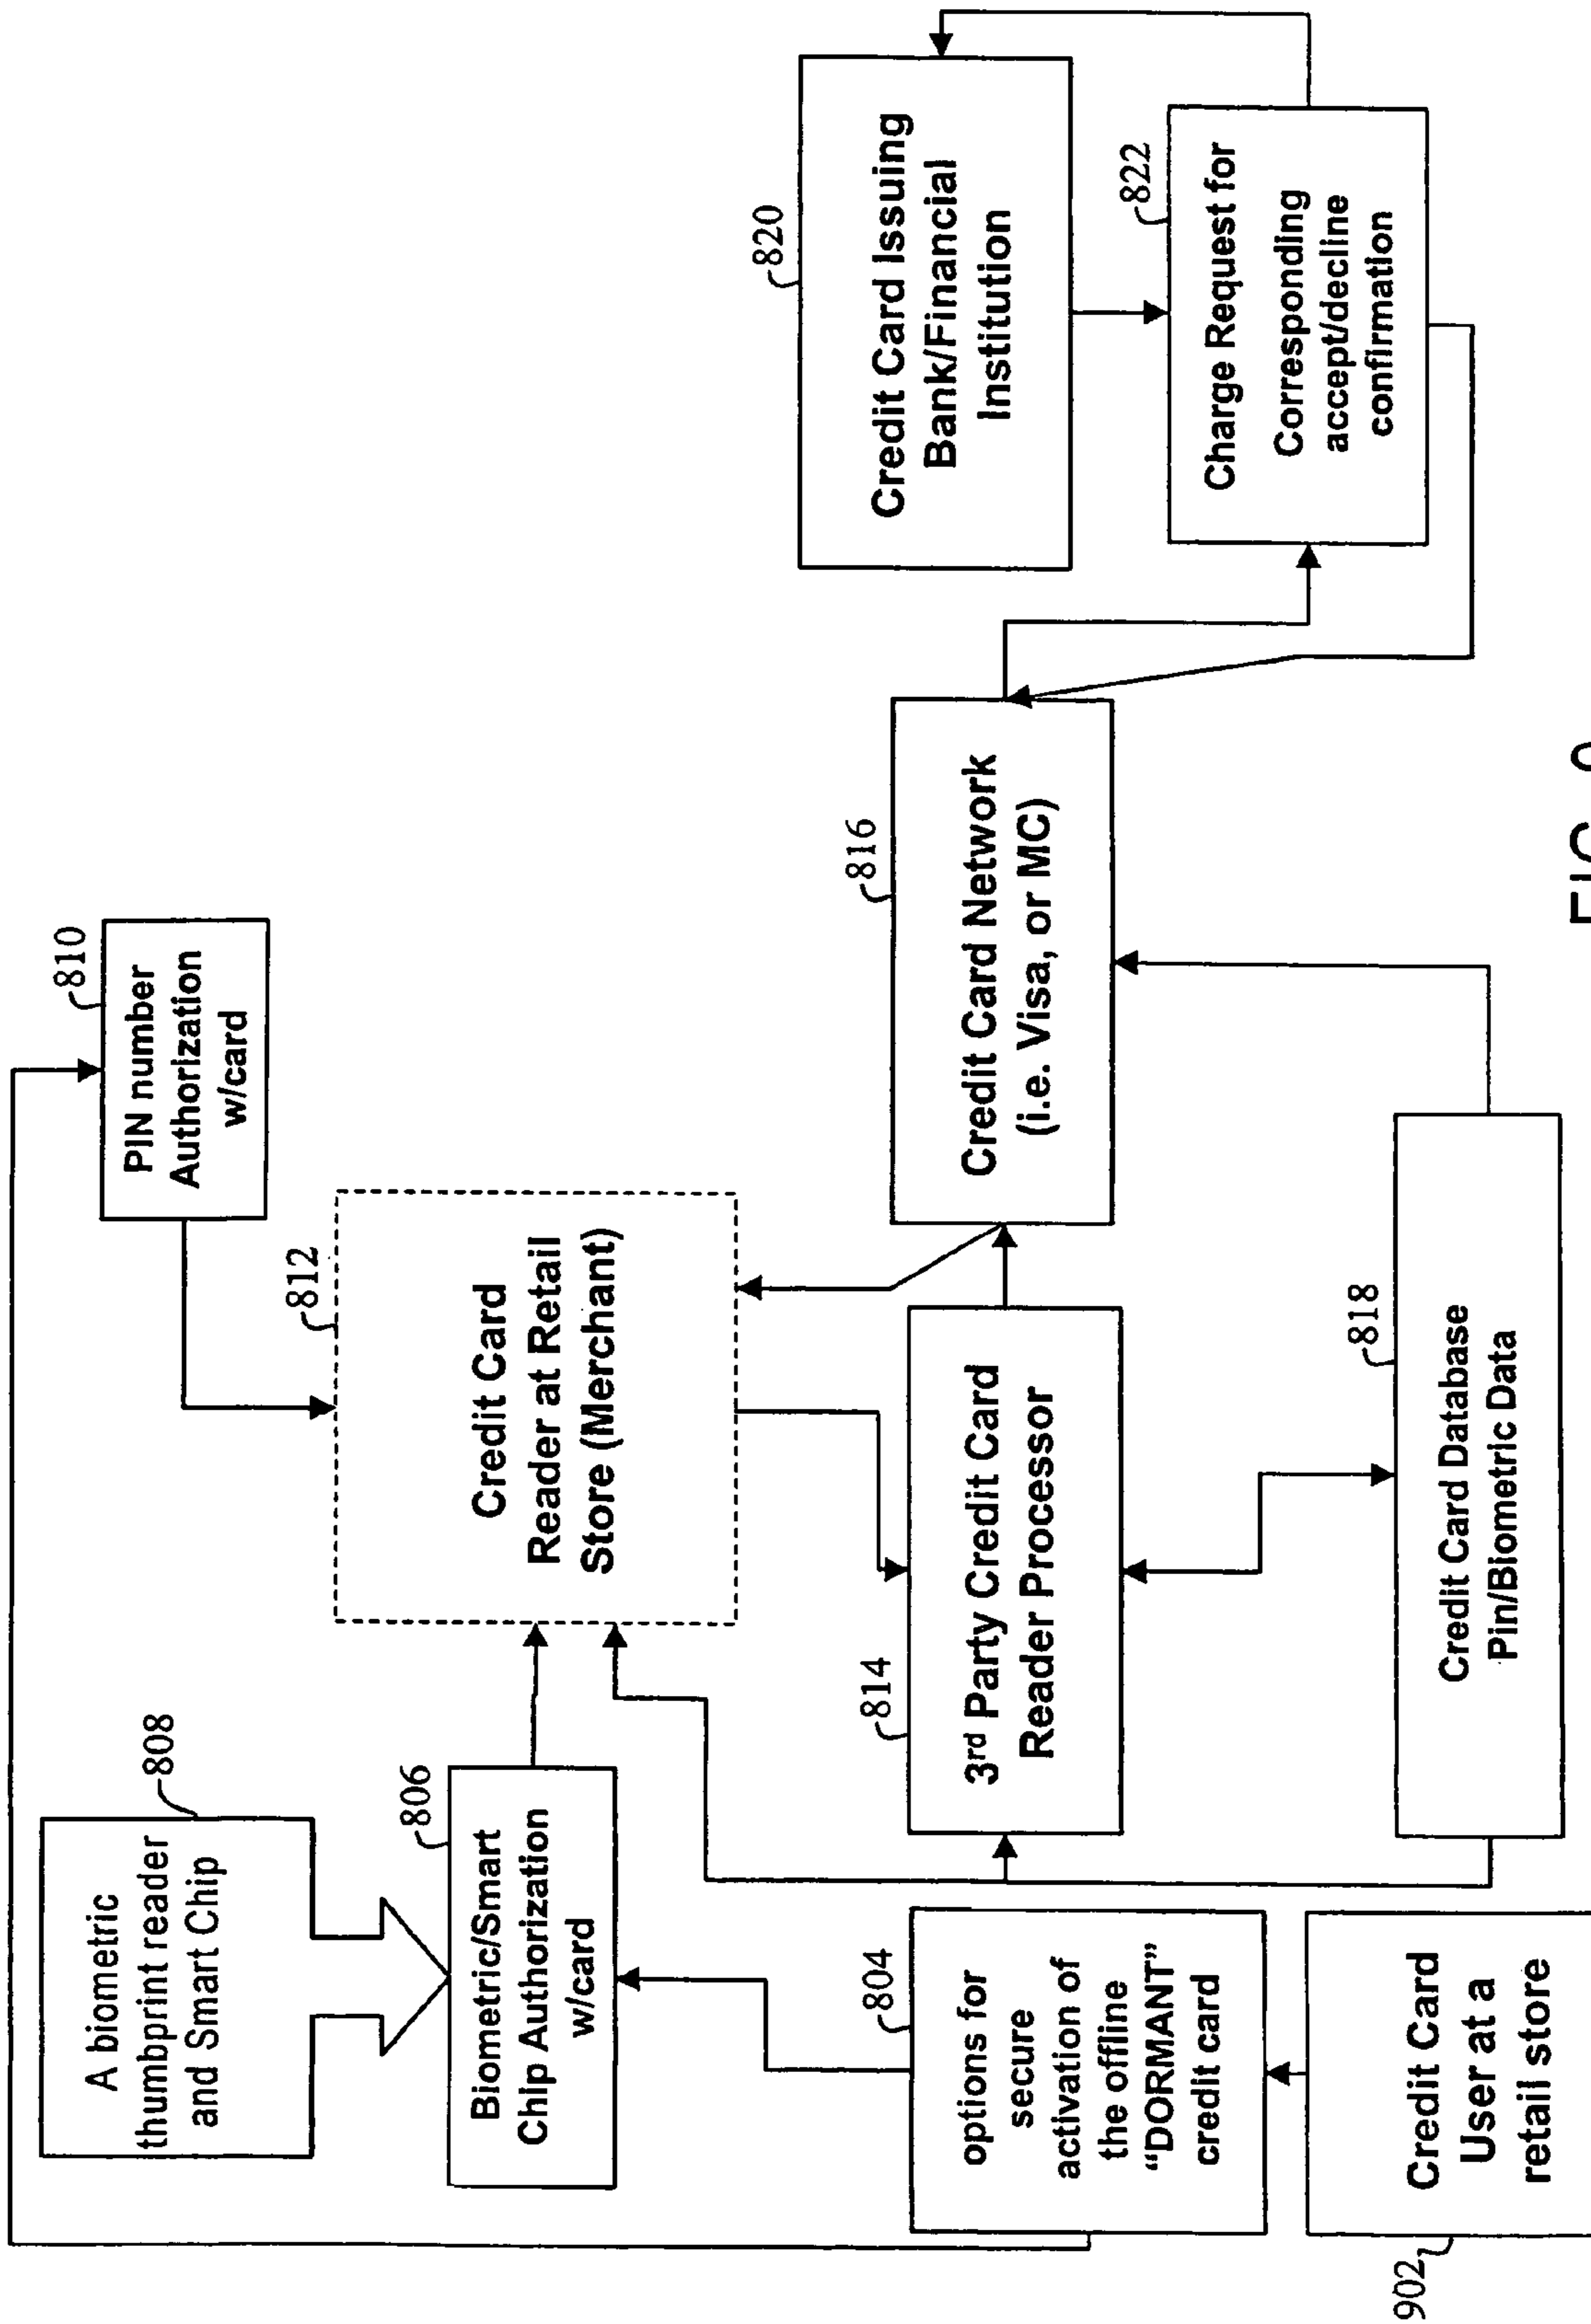 810
PIN number
Authorization
w/card
808
A biometric
thumbprint reader
and Smart Chip
812
Credit Card
Reader at Retail
Store (Merchant)
806
Biometric/Smart
Chip Authorization
w/card
820
Credit Card Issuing
Bank/Financial
Institution
816
Credit Card Network
(i.e. Visa, or MC)
814
3rd Party Credit Card
Reader Processor
804
options for
secure
activation of
the offline
“DORMANT”
credit card
822
Charge Request for
Corresponding
accept/decline
confirmation
818
Credit Card Database
Pin/Biometric Data
902
Credit Card
User at a
retail store
FIG.